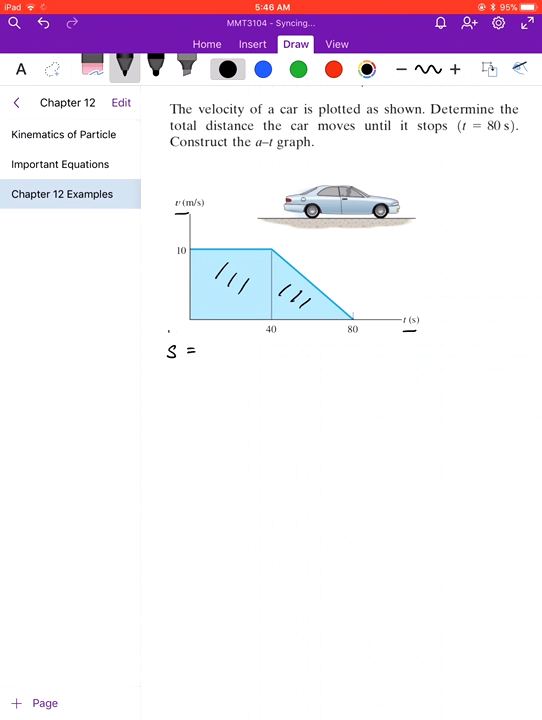 iPad
5:46 AM
95%
MMT3104 - Syncing...
Home Insert Draw View
A
Chapter 12 Edit
Kinematics of Particle
Important Equations
Chapter 12 Examples
The velocity of a car is plotted as shown. Determine the
total distance the car moves until it stops (t = 80 s).
Construct the a–t graph.
v (m/s)
10
t (s)
40
80
s =
+ Page